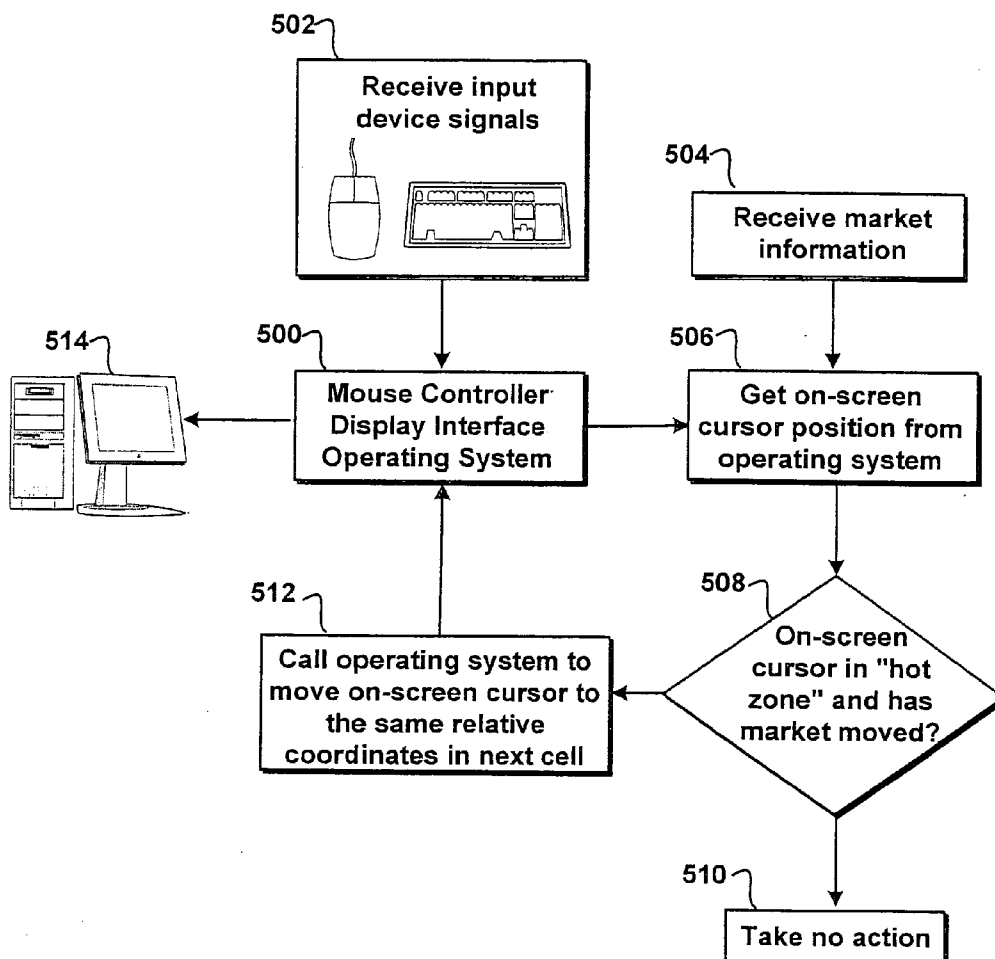 502
Receive input
device signals
504
Receive market
information
514
500
Mouse Controller
Display Interface
Operating System
506
Get on-screen
cursor position from
operating system
512
Call operating system to
move on-screen cursor to
the same relative
coordinates in next cell
508
On-screen
cursor in "hot
zone" and has
market moved?
510
Take no action